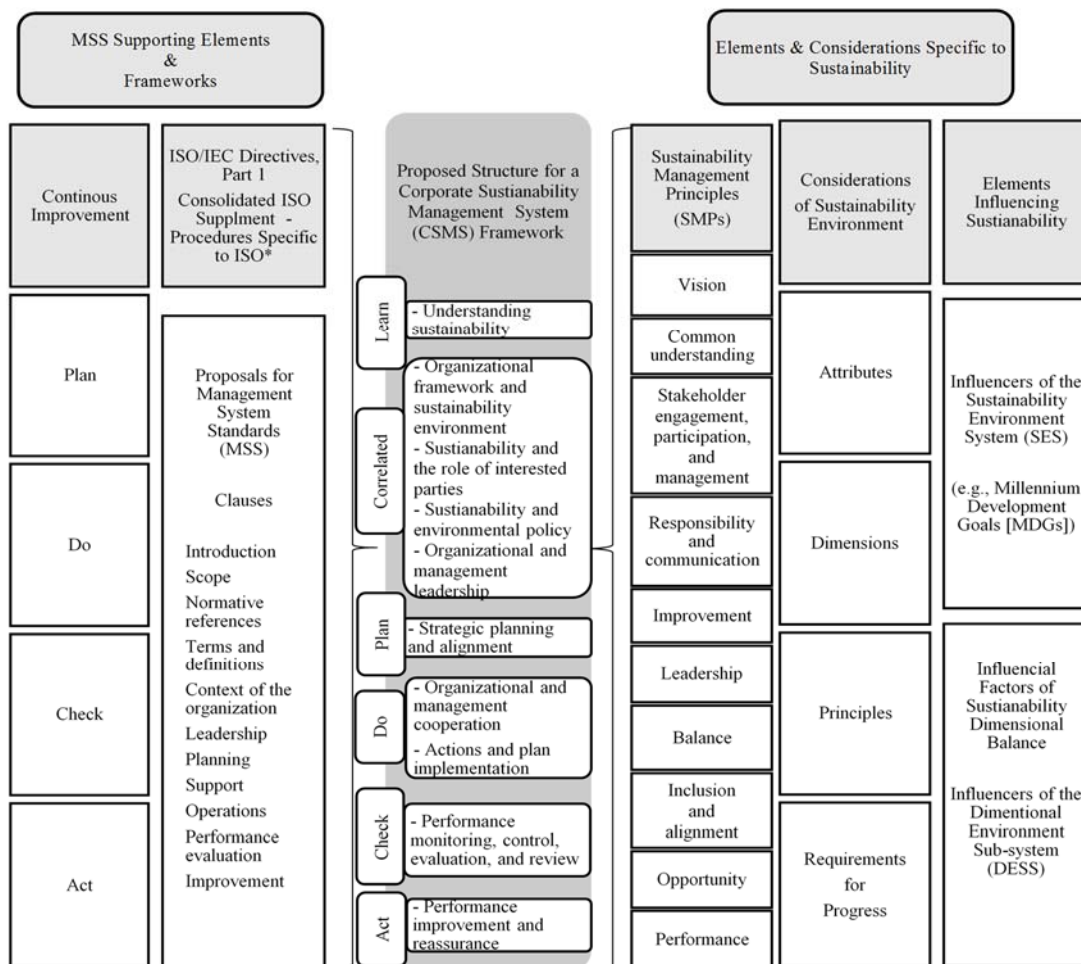 MSS Supporting Elements
&
Frameworks
Elements & Considerations Specific to
Sustainability
Continous
Improvement
Plan
Do
Check
Act
ISO/IEC Directives,
Part 1
Consolidated ISO
Supplment -
Procedures Specific
to ISO*
Proposals for
Management
System
Standards
(MSS)
Clauses
Introduction
Scope
Normative
references
Terms and
definitions
Context of the
organization
Leadership
Planning
Support
Operations
Performance
evaluation
Improvement
Proposed Structure for a
Corporate Sustianability
Management System
(CSMS) Framework
Learn
- Understanding
sustainability
Correlated
- Organizational
framework and
sustainability
environment
- Sustianability and
the role of interested
parties
- Sustianability and
environmental policy
- Organizational and
management
leadership
Plan
- Strategic planning
and alignment
Do
- Organizational and
management
cooperation
- Actions and plan
implementation
Check
- Performance
monitoring, control,
evaluation, and review
Act
- Performance
improvement and
reassurance
Sustainability
Management
Principles
(SMPs)
Vision
Common
understanding
Stakeholder
engagement,
participation,
and
management
Responsibility
and
communication
Improvement
Leadership
Balance
Inclusion
and
alignment
Opportunity
Performance
Considerations
of Sustainability
Environment
Attributes
Dimensions
Principles
Requirements
for
Progress
Elements
Influencing
Sustianability
Influencers of the
Sustainability
Environment
System (SES)
(e.g., Millennium
Development
Goals [MDGs])
Influencial
Factors of
Sustianability
Dimensional
Balance
Influencers of the
Dimentional
Environment
Sub-system
(DESS)